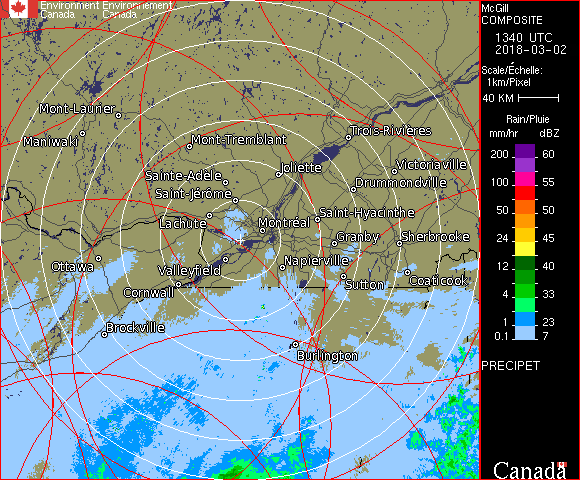 Environment Environnement
Canada Canada
McGill
COMPOSITE
1340 UTC
2018-03-02
Scale/Échelle:
1km/Pixel
40 KM
Rain/Pluie
mm/hr dBZ
200 60
57
100 55
50 50
24 45
12 40
4 33
1 23
0.1 7
PRECIPET
Canada
Mont-Laurier
Maniwaki
Mont-Tremblant
Trois-Rivières
Sainte-Adèle
Joliette
Victoriaville
Saint-Jérôme
Drummondville
Lachute
Montréal
Saint-Hyacinthe
Granby
Sherbrooke
Ottawa
Valleyfield
Napierville
Cornwall
Sutton
Coaticook
Brockville
Burlington